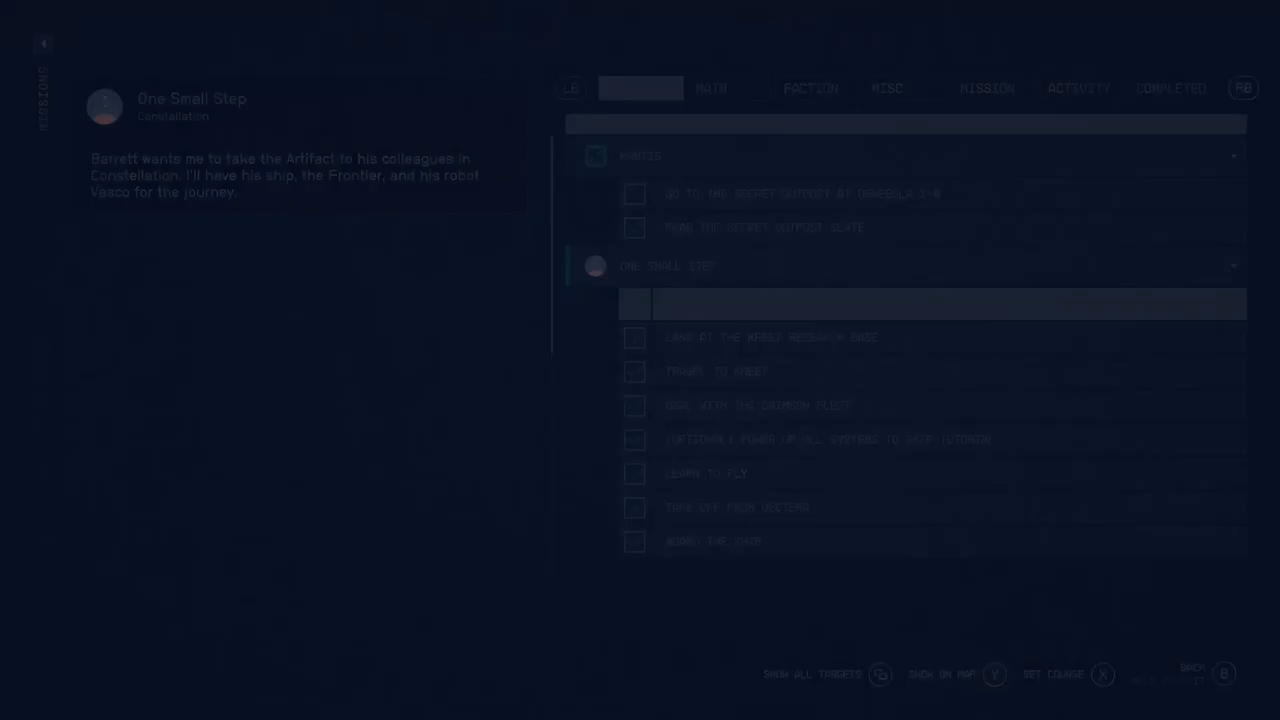 MISSIONS
One Small Step
Constellation
Barrett wants me to take the Artifact to his colleagues in
Constellation. I'll have his ship, the Frontier, and his robot
Vasco for the journey.
LB
MAIN
FACTION
MISC
MISSION
ACTIVITY
COMPLETED
RB
MANTIS
GO TO THE SECRET OUTPOST AT DENEBOLA I-B
READ THE SECRET OUTPOST SLATE
ONE SMALL STEP
LAND AT THE KREET RESEARCH BASE
TRAVEL TO KREET
DEAL WITH THE CRIMSON FLEET
(OPTIONAL) POWER UP ALL SYSTEMS TO SKIP TUTORIAL
LEARN TO FLY
TAKE OFF FROM VECTERA
BOARD THE SHIP
SHOW ALL TARGETS
SHOW ON MAP Y
SET COURSE X
BACK B